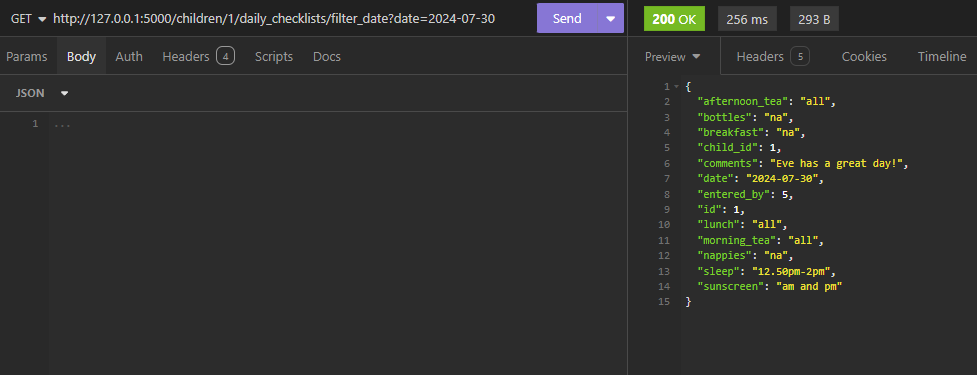 GET http://127.0.0.1:5000/children/1/daily_checklists/filter_date?date=2024-07-30 Send
200 OK 256 ms 293 B
Params Body Auth Headers 4 Scripts Docs
Preview Headers 5 Cookies Timeline
JSON
1 ...
1 {
2 "afternoon_tea": "all",
3 "bottles": "na",
4 "breakfast": "na",
5 "child_id": 1,
6 "comments": "Eve has a great day!",
7 "date": "2024-07-30",
8 "entered_by": 5,
9 "id": 1,
10 "lunch": "all",
11 "morning_tea": "all",
12 "nappies": "na",
13 "sleep": "12.50pm-2pm",
14 "sunscreen": "am and pm"
15 }